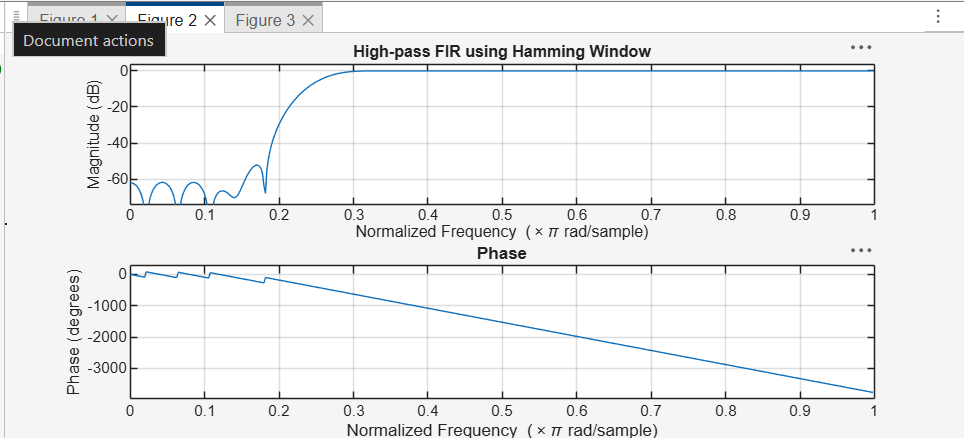 Figure 1 × Figure 2 × Figure 3 ×
Document actions
High-pass FIR using Hamming Window
0
-20
-40
-60
Magnitude (dB)
0 0.1 0.2 0.3 0.4 0.5 0.6 0.7 0.8 0.9 1
Normalized Frequency (× π rad/sample)
Phase
0
-1000
-2000
-3000
Phase (degrees)
0 0.1 0.2 0.3 0.4 0.5 0.6 0.7 0.8 0.9 1
Normalized Frequency (× π rad/sample)